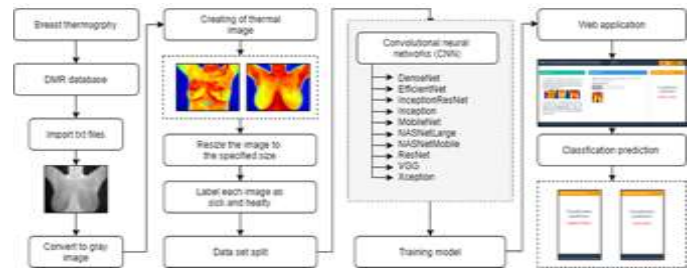 Breast thermogrphy
DMR database
Import txt files
Convert to gray
image
Creating of thermal
image
Resize the image to
the specified size
Label each image as
sick and healty
Data set split
Convolutional neural
networks (CNN)
DenseNet
EfficientNet
InceptionResNet
Inception
MobileNet
NASNetLarge
NASNetMobile
ResNet
VGG
Xception
Training model
Web application
Classification prediction